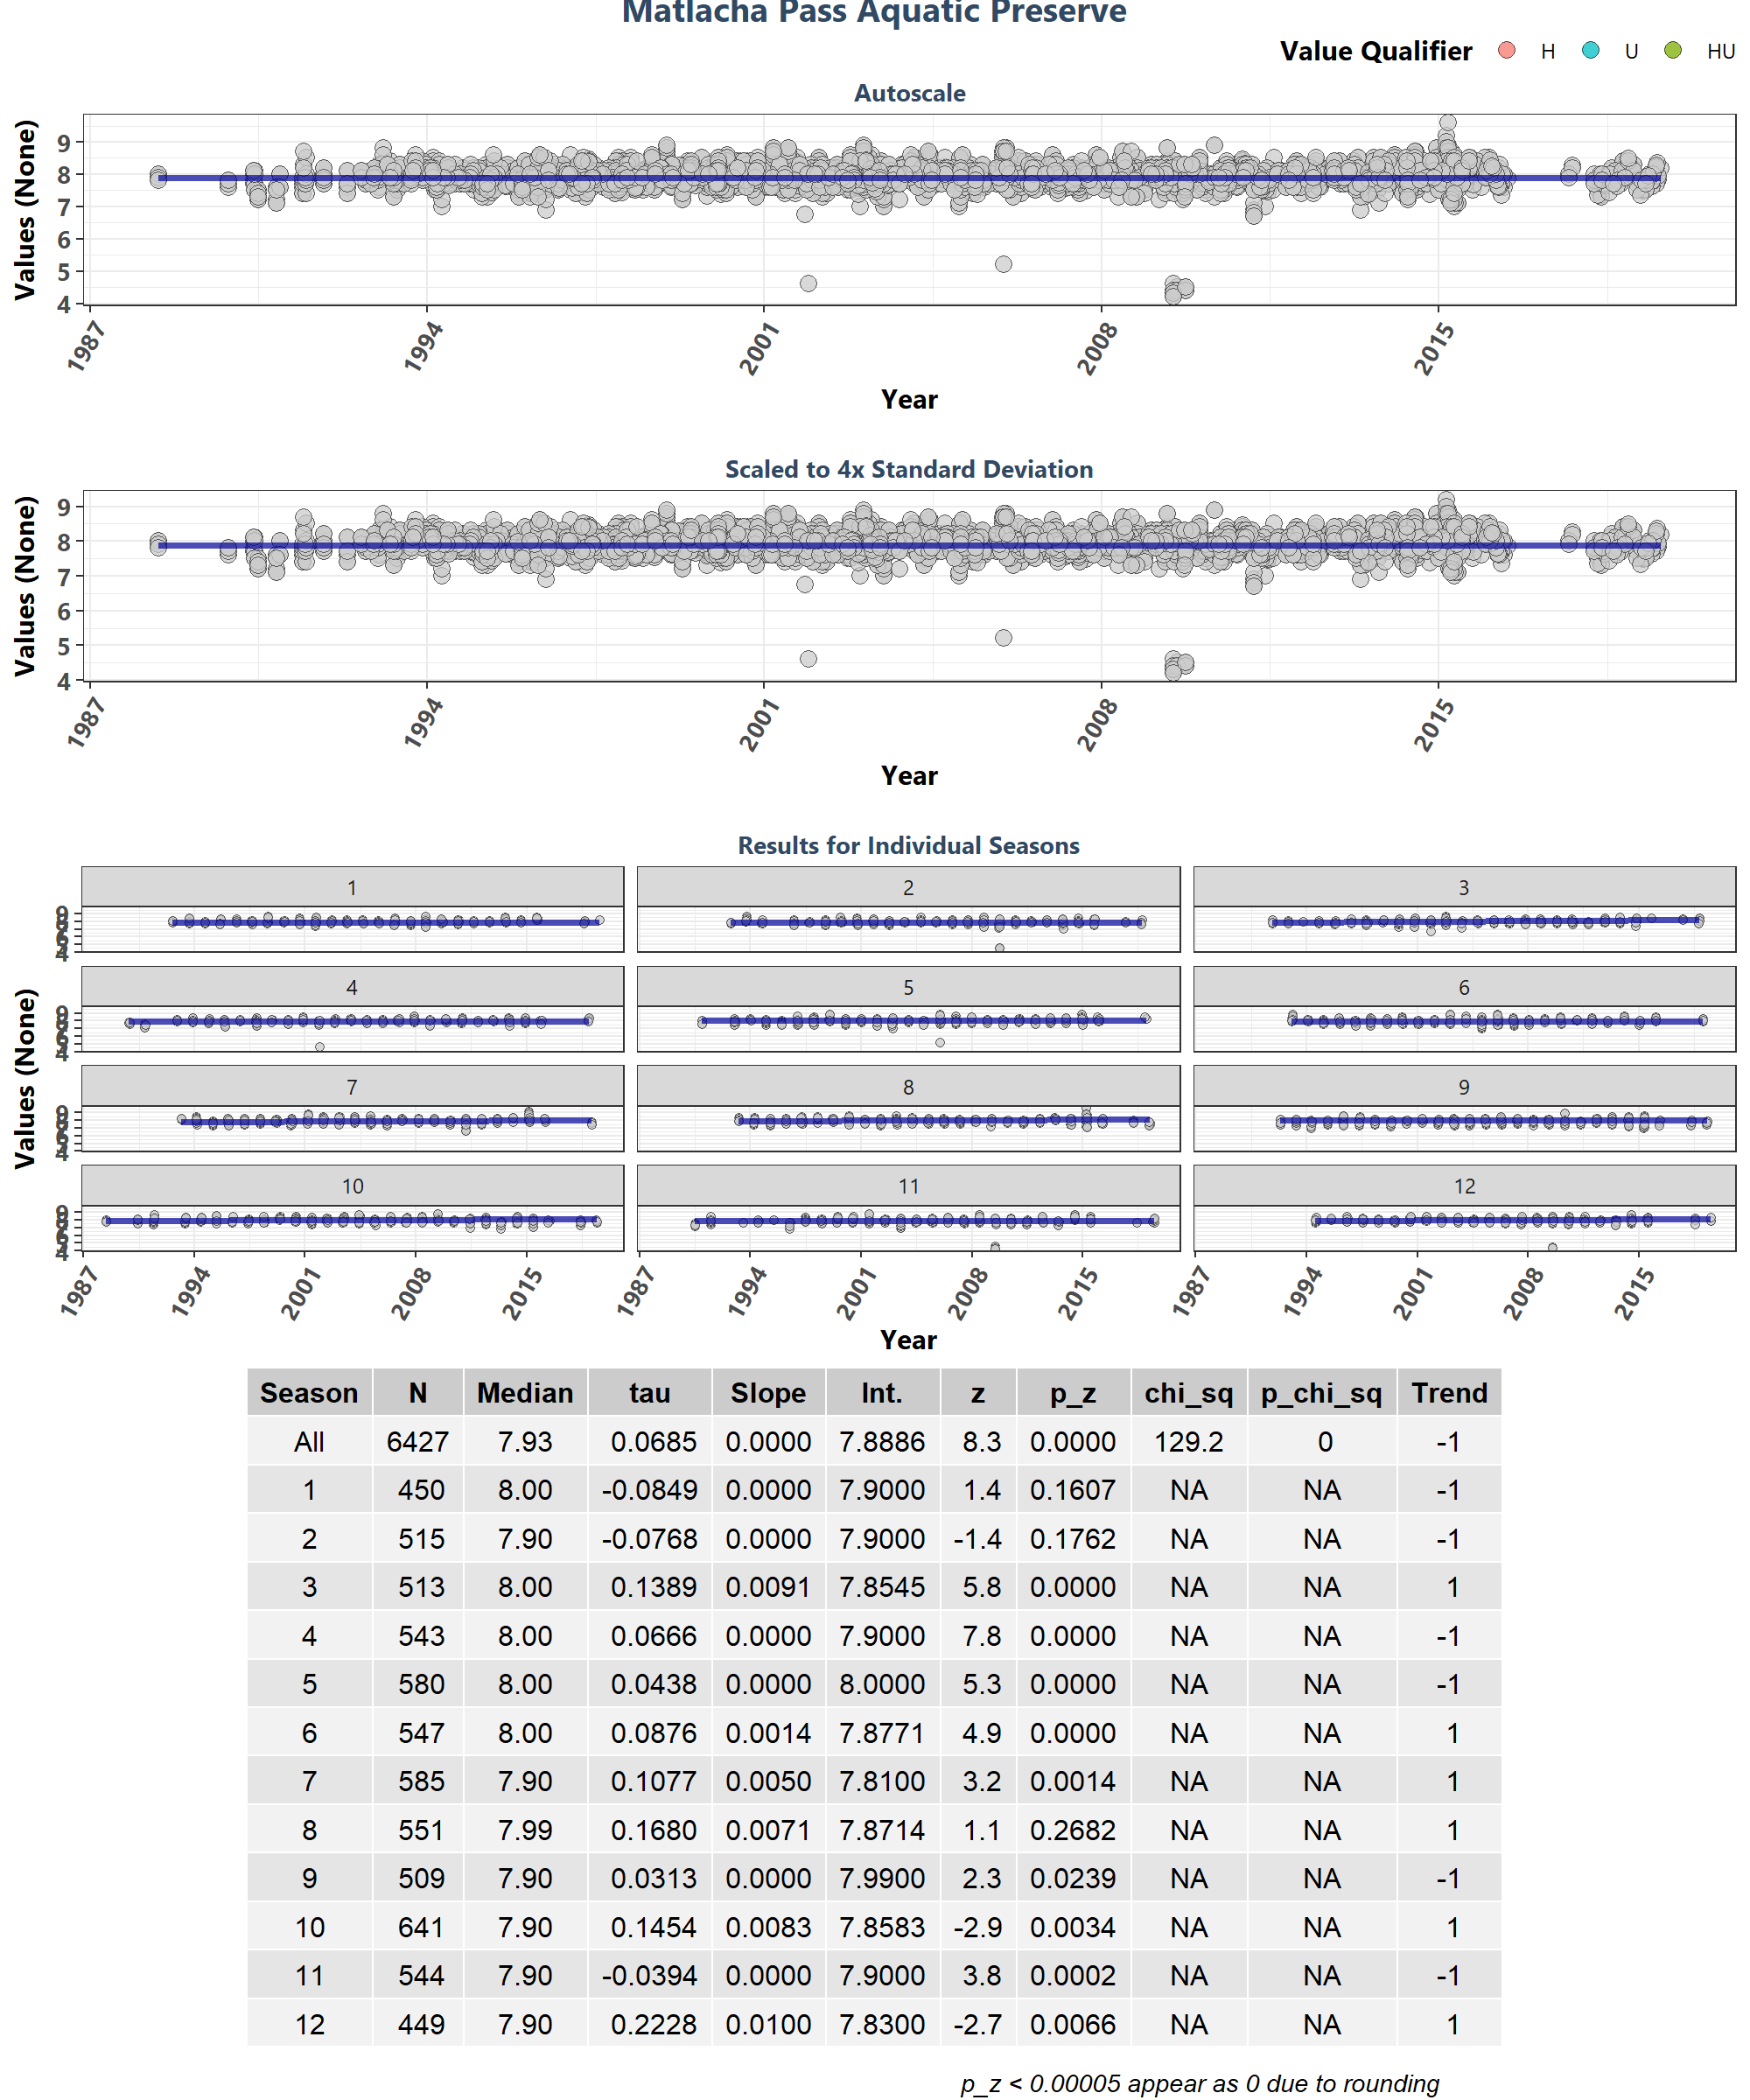 Matlacha Pass Aquatic Preserve
Value Qualifier H U HU
Autoscale
Values (None)
9
8
7
6
5
4
1987 1994 2001 2008 2015
Year
Scaled to 4x Standard Deviation
Values (None)
9
8
7
6
5
4
1987 1994 2001 2008 2015
Year
Results for Individual Seasons
Values (None)
1 2 3
4 5 6
7 8 9
10 11 12
1987 1994 2001 2008 2015 1987 1994 2001 2008 2015 1987 1994 2001 2008 2015
Year
Season N Median tau Slope Int. z p_z chi_sq p_chi_sq Trend
All 6427 7.93 0.0685 0.0000 7.8886 8.3 0.0000 129.2 0 -1
1 450 8.00 -0.0849 0.0000 7.9000 1.4 0.1607 NA NA -1
2 515 7.90 -0.0768 0.0000 7.9000 -1.4 0.1762 NA NA -1
3 513 8.00 0.1389 0.0091 7.8545 5.8 0.0000 NA NA 1
4 543 8.00 0.0666 0.0000 7.9000 7.8 0.0000 NA NA -1
5 580 8.00 0.0438 0.0000 8.0000 5.3 0.0000 NA NA -1
6 547 8.00 0.0876 0.0014 7.8771 4.9 0.0000 NA NA 1
7 585 7.90 0.1077 0.0050 7.8100 3.2 0.0014 NA NA 1
8 551 7.99 0.1680 0.0071 7.8714 1.1 0.2682 NA NA 1
9 509 7.90 0.0313 0.0000 7.9900 2.3 0.0239 NA NA -1
10 641 7.90 0.1454 0.0083 7.8583 -2.9 0.0034 NA NA 1
11 544 7.90 -0.0394 0.0000 7.9000 3.8 0.0002 NA NA -1
12 449 7.90 0.2228 0.0100 7.8300 -2.7 0.0066 NA NA 1
p_z < 0.00005 appear as 0 due to rounding